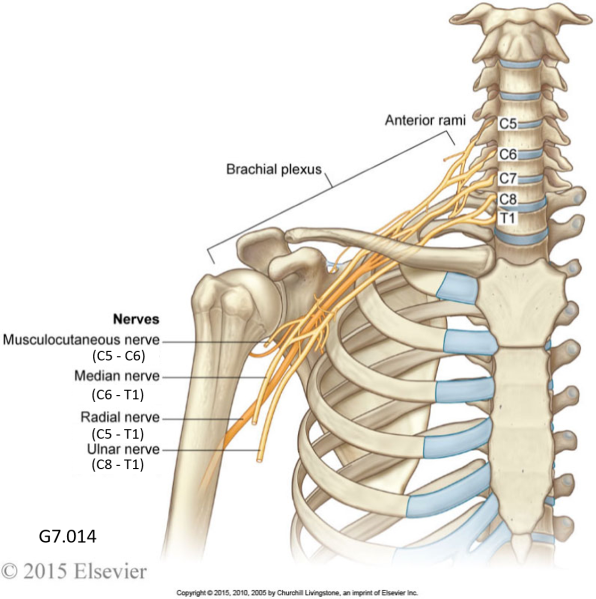 Anterior rami
C5
C6
Brachial plexus
C7
C8
T1
Nerves
Musculocutaneous nerve
(C5 - C6)
Median nerve
(C6 - T1)
Radial nerve
(C5 - T1)
Ulnar nerve
(C8 - T1)
G7.014
© 2015 Elsevier
Copyright © 2015, 2010, 2005 by Churchill Livingstone, an imprint of Elsevier Inc.